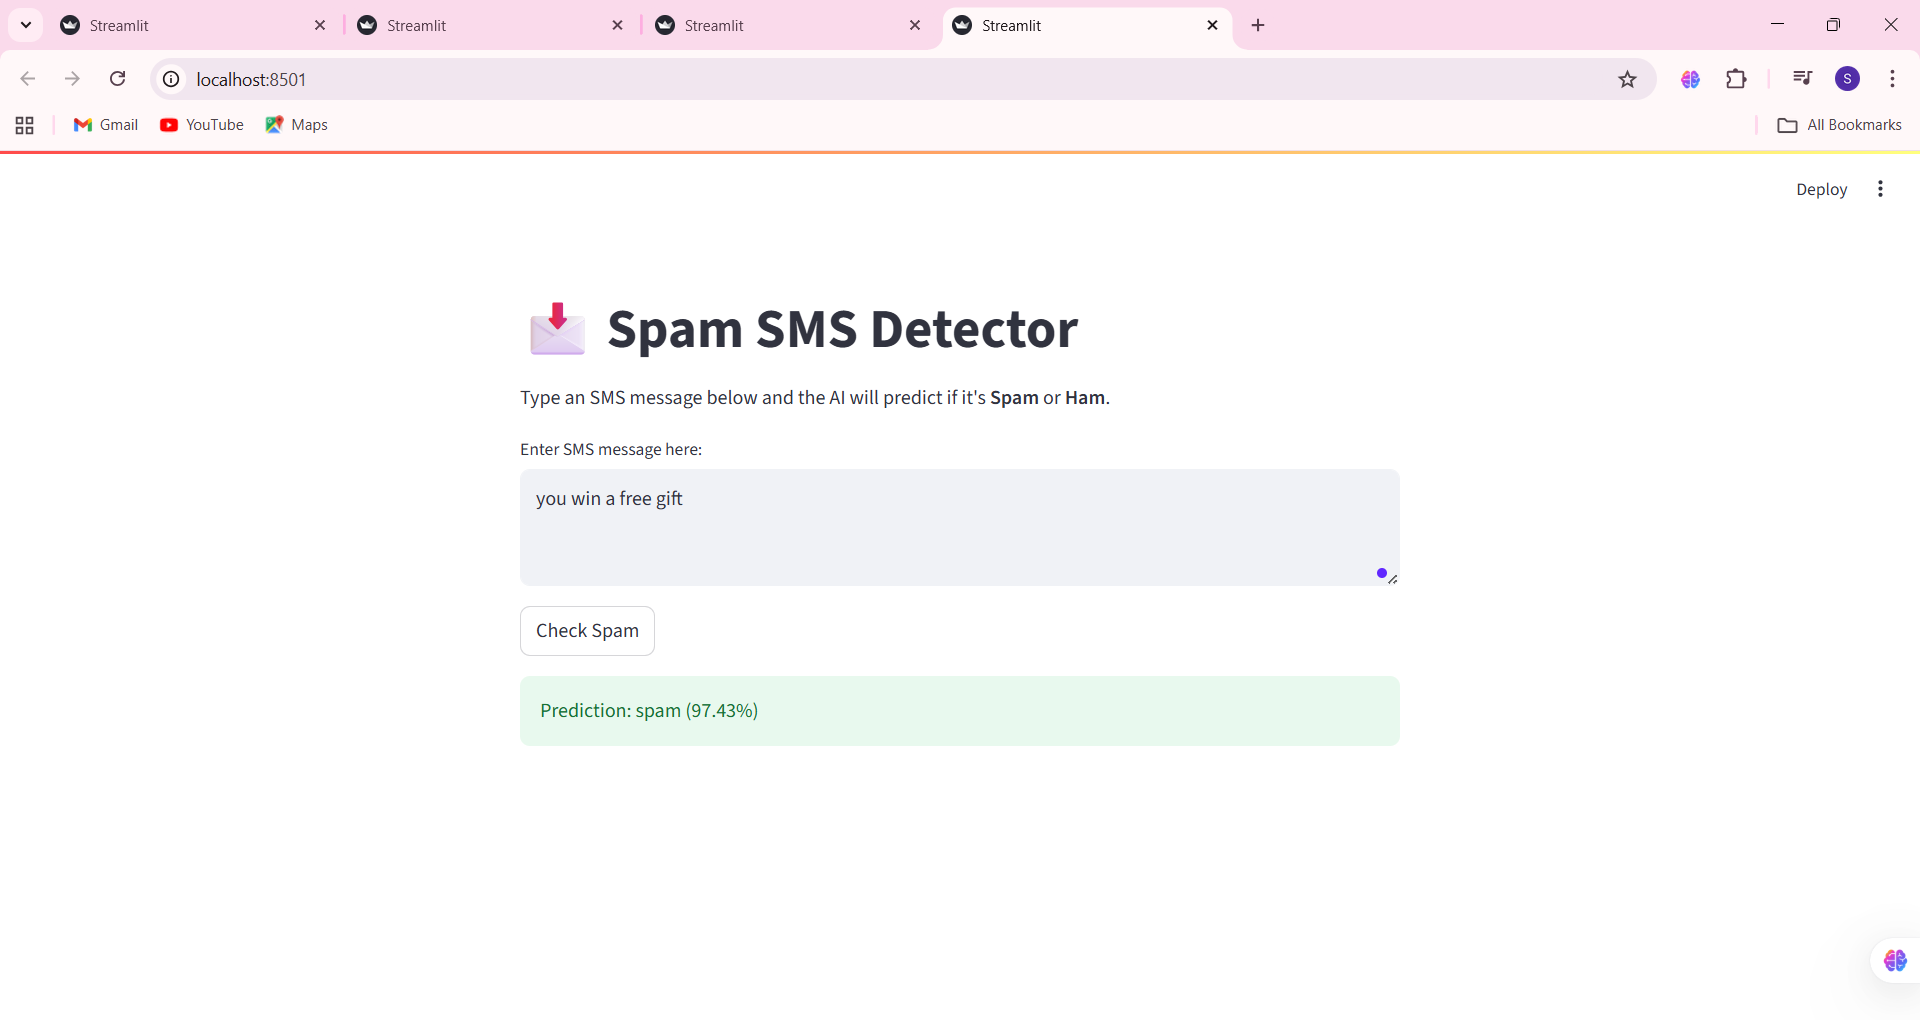 Streamlit
Streamlit
Streamlit
Streamlit
localhost:8501
S
Gmail
YouTube
Maps
All Bookmarks
Deploy
Spam SMS Detector
Type an SMS message below and the AI will predict if it's Spam or Ham.
Enter SMS message here:
you win a free gift
Check Spam
Prediction: spam (97.43%)